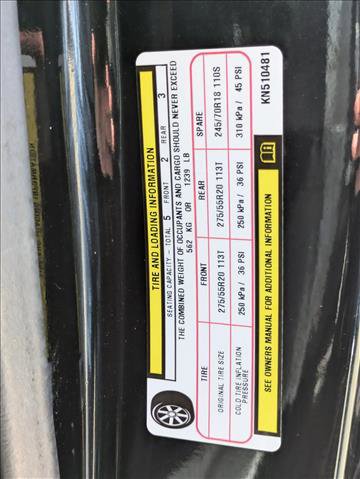 TIRE AND LOADING INFORMATION
SEATING CAPACITY - TOTAL 5 FRONT 2 REAR 3
THE COMBINED WEIGHT OF OCCUPANTS AND CARGO SHOULD NEVER EXCEED
562 KG OR 1239 LB
TIRE FRONT REAR SPARE
ORIGINAL TIRE SIZE 275/55R20 113T 275/55R20 113T 245/70R18 110S
COLD TIRE INFLATION PRESSURE 250 kPa / 36 PSI 250 kPa / 36 PSI 310 kPa / 45 PSI
SEE OWNERS MANUAL FOR ADDITIONAL INFORMATION
KN510481